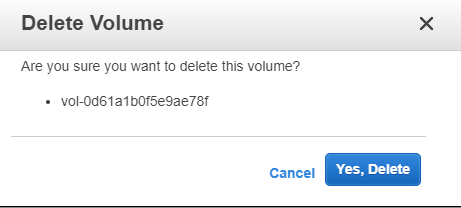 Delete Volume
Are you sure you want to delete this volume?
• vol-0d61a1b0f5e9ae78f
Cancel Yes, Delete